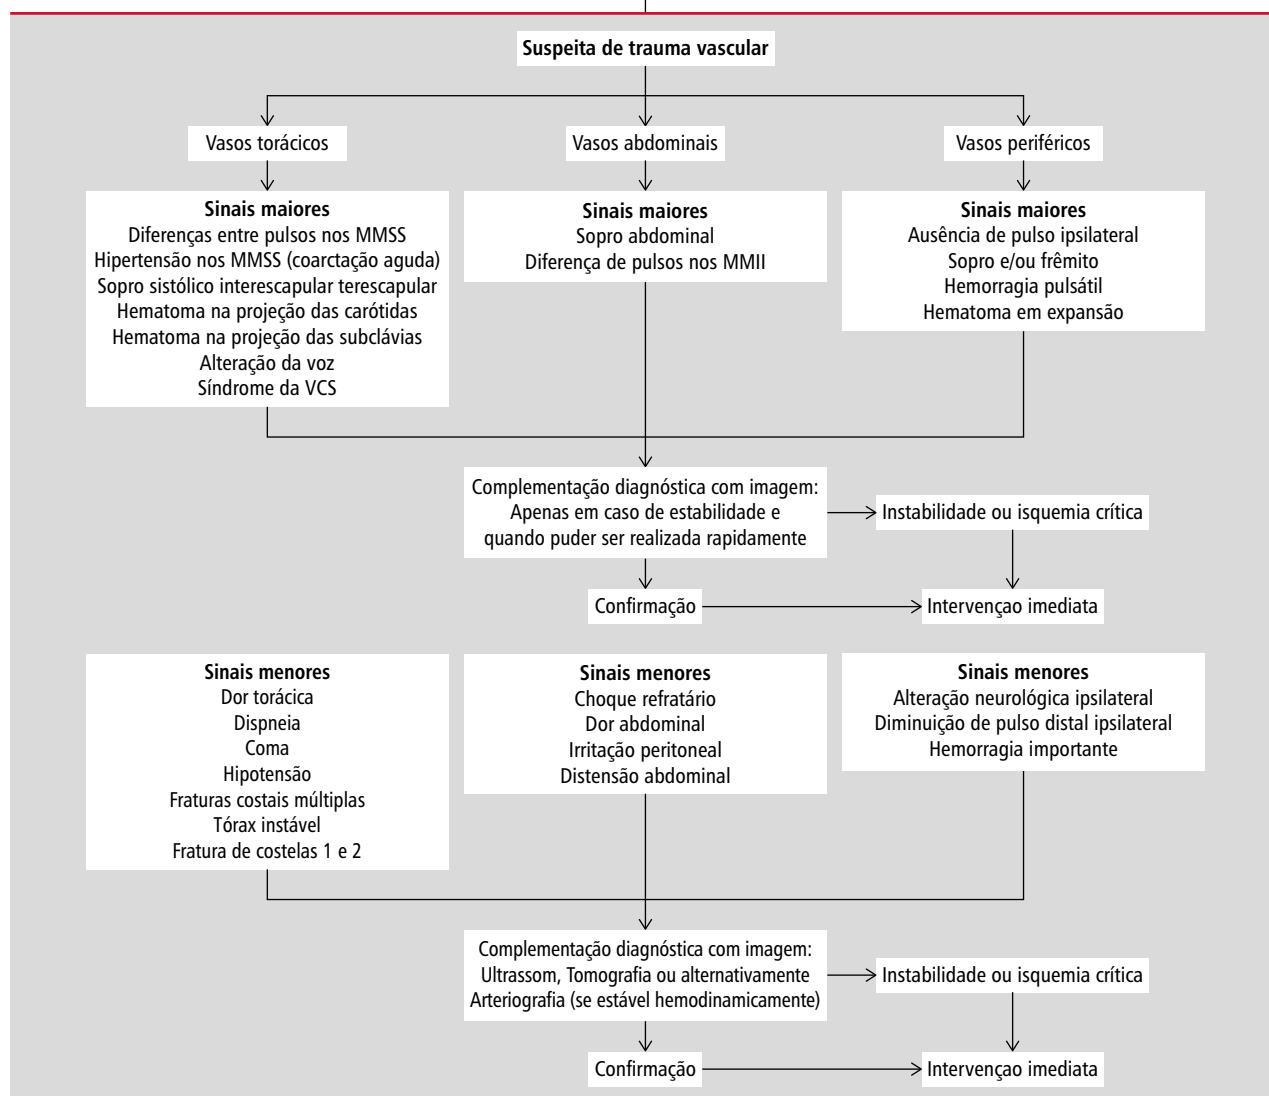 Suspeita de trauma vascular
Vasos torácicos
Vasos abdominais
Vasos periféricos
Sinais maiores
Diferenças entre pulsos nos MMSS
Hipertensão nos MMSS (coarctação aguda)
Sopro sistólico interescapular terescapular
Hematoma na projeção das carótidas
Hematoma na projeção das subclávias
Alteração da voz
Síndrome da VCS
Sinais maiores
Sopro abdominal
Diferença de pulsos nos MMII
Sinais maiores
Ausência de pulso ipsilateral
Sopro e/ou frêmito
Hemorragia pulsátil
Hematoma em expansão
Complementação diagnóstica com imagem:
Apenas em caso de estabilidade e
quando puder ser realizada rapidamente
Instabilidade ou isquemia crítica
Confirmação
Intervençao imediata
Sinais menores
Dor torácica
Dispneia
Coma
Hipotensão
Fraturas costais múltiplas
Tórax instável
Fratura de costelas 1 e 2
Sinais menores
Choque refratário
Dor abdominal
Irritação peritoneal
Distensão abdominal
Sinais menores
Alteração neurológica ipsilateral
Diminuição de pulso distal ipsilateral
Hemorragia importante
Complementação diagnóstica com imagem:
Ultrassom, Tomografia ou alternativamente
Arteriografia (se estável hemodinamicamente)
Instabilidade ou isquemia crítica
Confirmação
Intervençao imediata